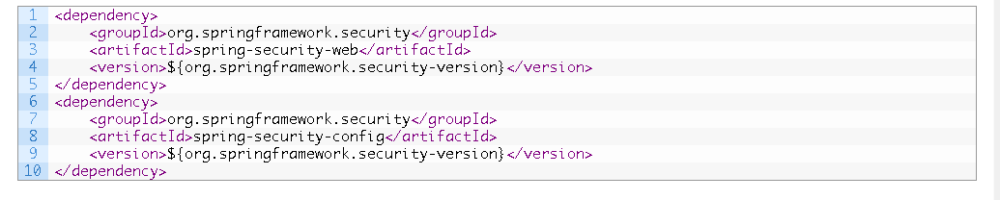 1 <dependency>
2     <groupId>org.springframework.security</groupId>
3     <artifactId>spring-security-web</artifactId>
4     <version>${org.springframework.security-version}</version>
5 </dependency>
6 <dependency>
7     <groupId>org.springframework.security</groupId>
8     <artifactId>spring-security-config</artifactId>
9     <version>${org.springframework.security-version}</version>
10 </dependency>